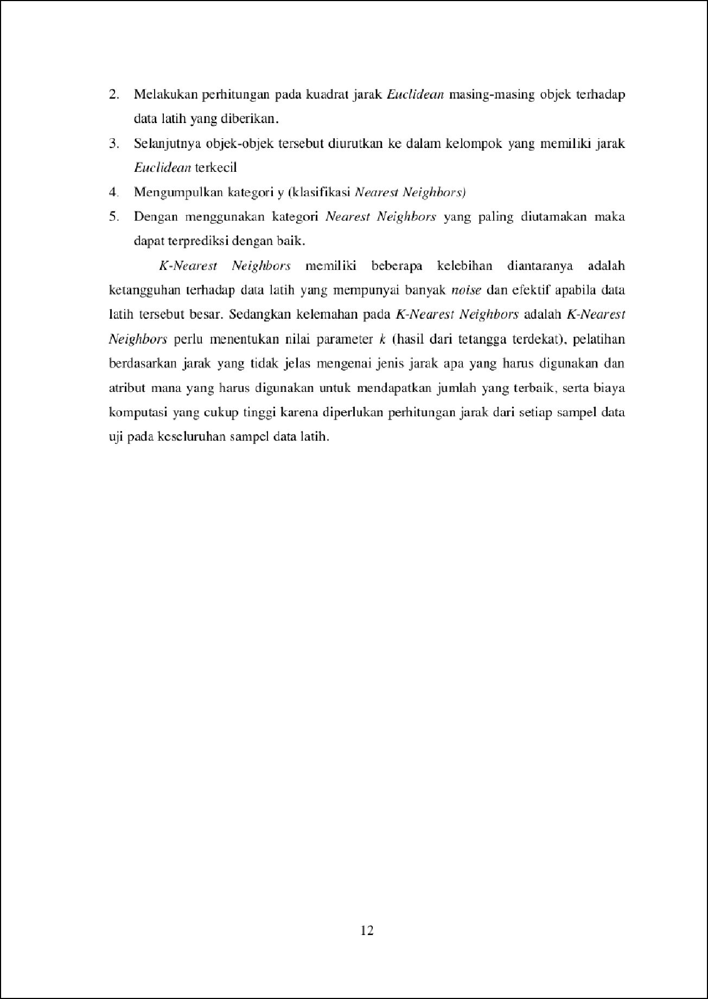 2. Melakukan perhitungan pada kuadrat jarak Euclidean masing-masing objek terhadap
data latih yang diberikan.
3. Selanjutnya objek-objek tersebut diurutkan ke dalam kelompok yang memiliki jarak
Euclidean terkecil
4. Mengumpulkan kategori y (klasifikasi Nearest Neighbors)
5. Dengan menggunakan kategori Nearest Neighbors yang paling diutamakan maka
dapat terprediksi dengan baik.
K-Nearest Neighbors memiliki beberapa kelebihan diantaranya adalah
ketangguhan terhadap data latih yang mempunyai banyak noise dan efektif apabila data
latih tersebut besar. Sedangkan kelemahan pada K-Nearest Neighbors adalah K-Nearest
Neighbors perlu menentukan nilai parameter k (hasil dari tetangga terdekat), pelatihan
berdasarkan jarak yang tidak jelas mengenai jenis jarak apa yang harus digunakan dan
atribut mana yang harus digunakan untuk mendapatkan jumlah yang terbaik, serta biaya
komputasi yang cukup tinggi karena diperlukan perhitungan jarak dari setiap sampel data
uji pada keseluruhan sampel data latih.
12